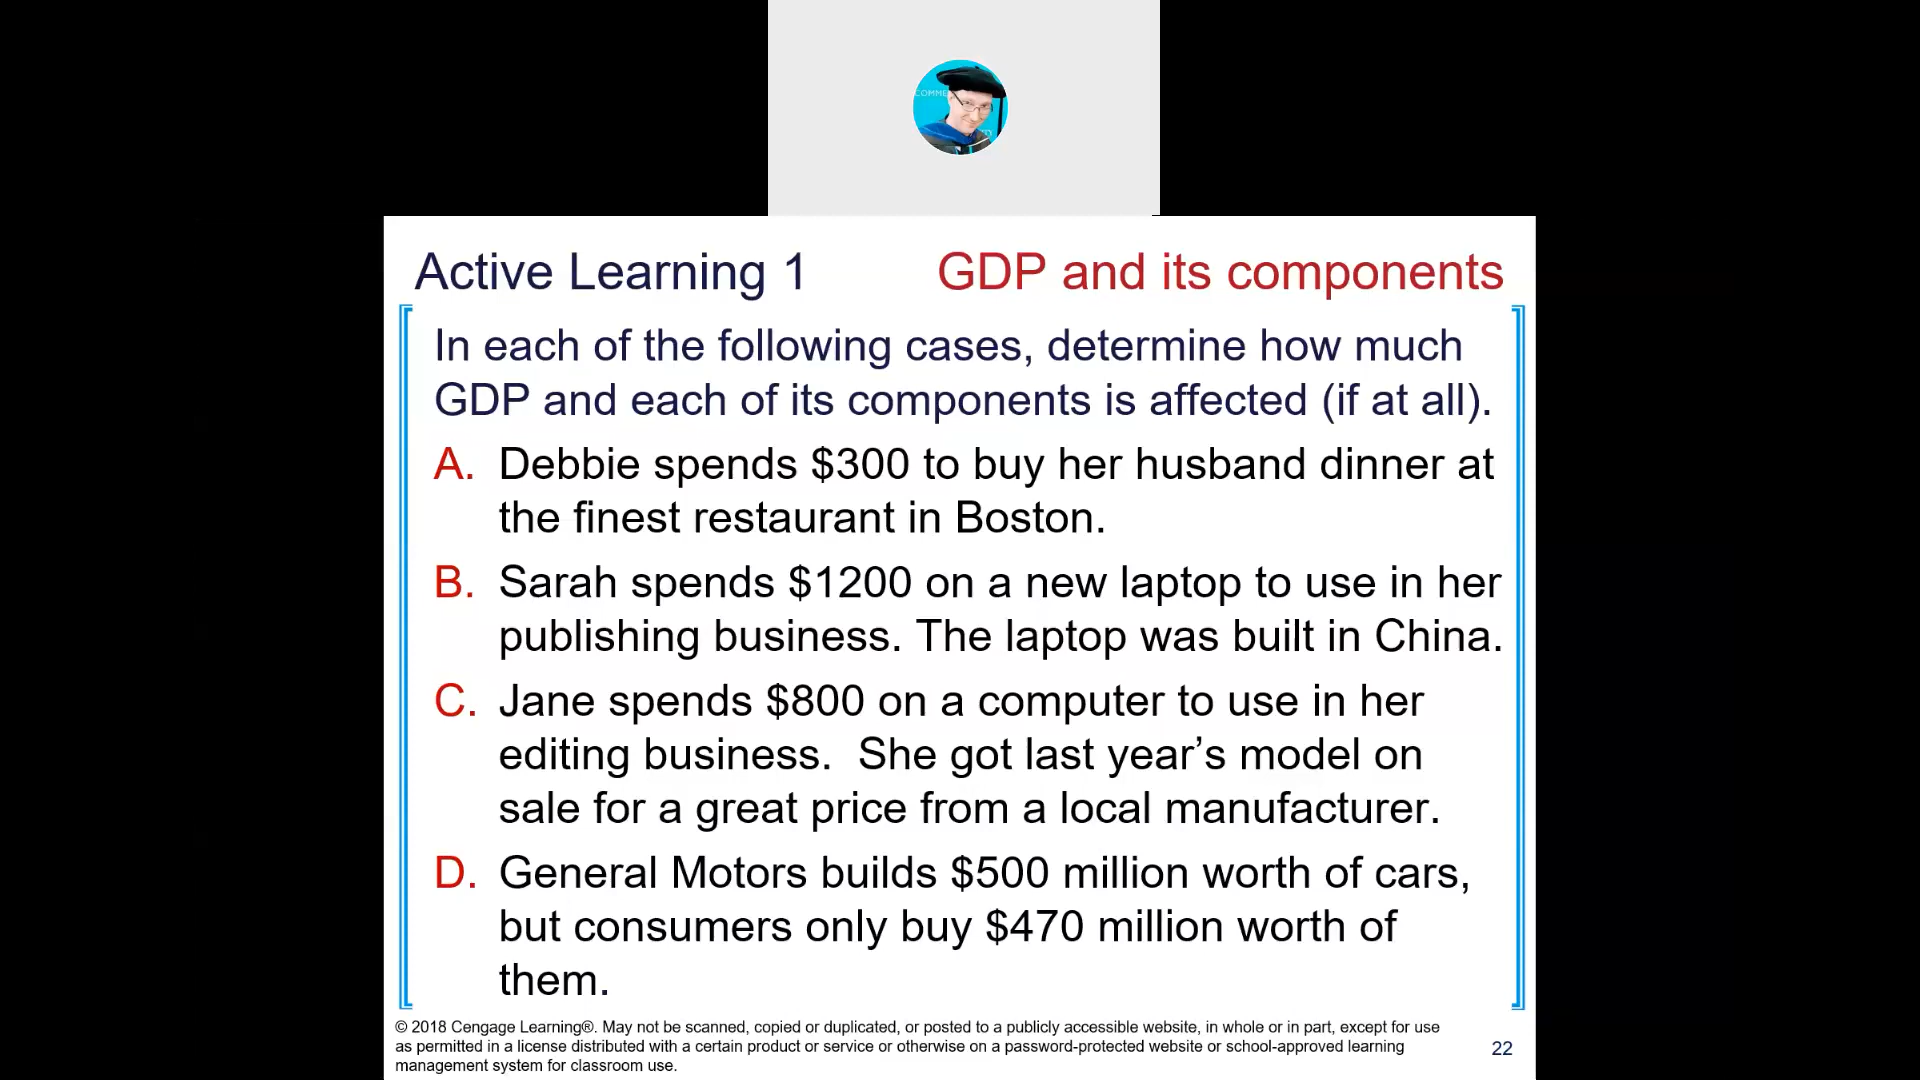 COMME
Active Learning 1 GDP and its components
In each of the following cases, determine how much
GDP and each of its components is affected (if at all).
A. Debbie spends $300 to buy her husband dinner at
the finest restaurant in Boston.
B. Sarah spends $1200 on a new laptop to use in her
publishing business. The laptop was built in China.
C. Jane spends $800 on a computer to use in her
editing business.  She got last year’s model on
sale for a great price from a local manufacturer.
D. General Motors builds $500 million worth of cars,
but consumers only buy $470 million worth of
them.
© 2018 Cengage Learning®. May not be scanned, copied or duplicated, or posted to a publicly accessible website, in whole or in part, except for use
as permitted in a license distributed with a certain product or service or otherwise on a password-protected website or school-approved learning
management system for classroom use.
22